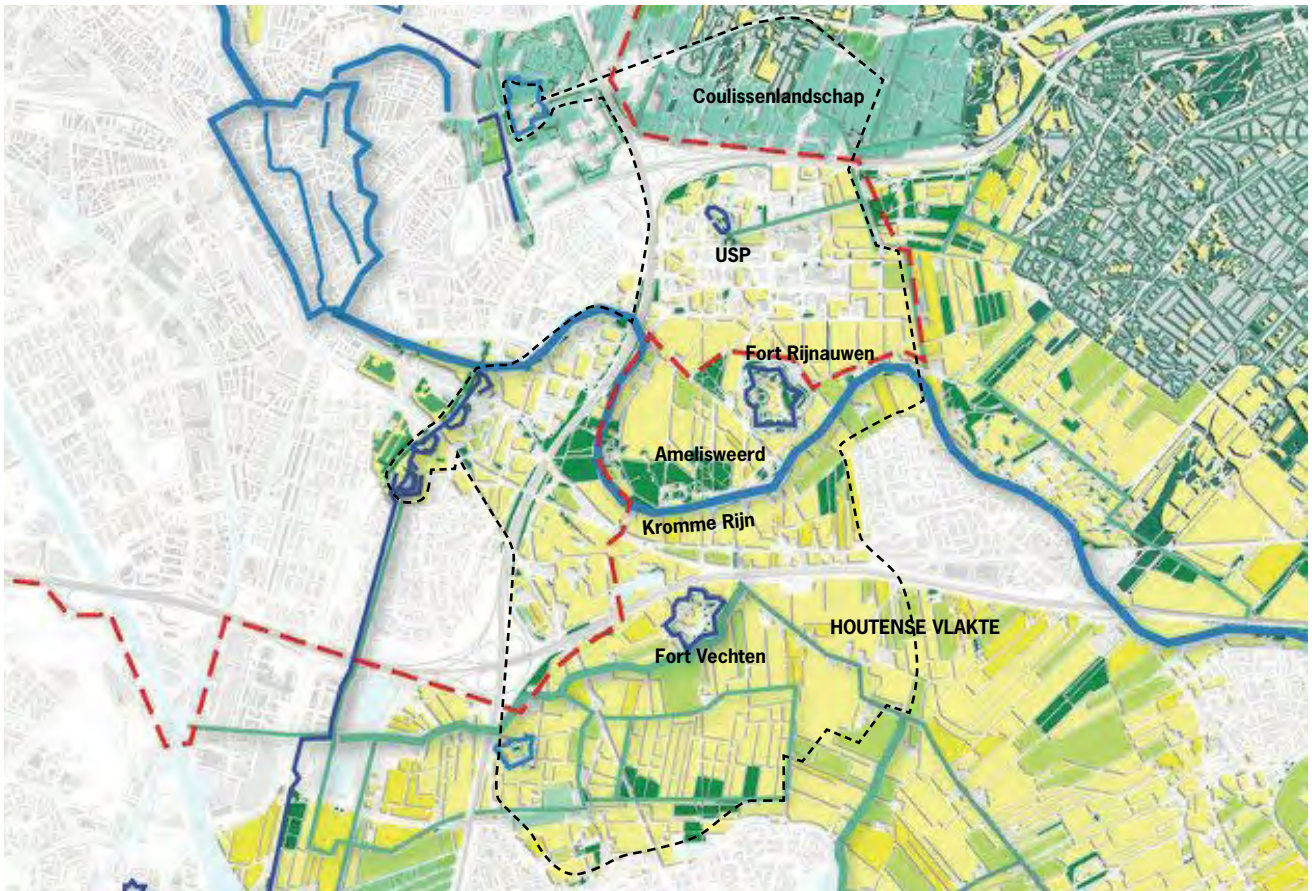 Coulissenlandschap
USP
Fort Rijnauwen
Amelisweerd
Kromme Rijn
HOUTENSE VLAKTE
Fort Vechten